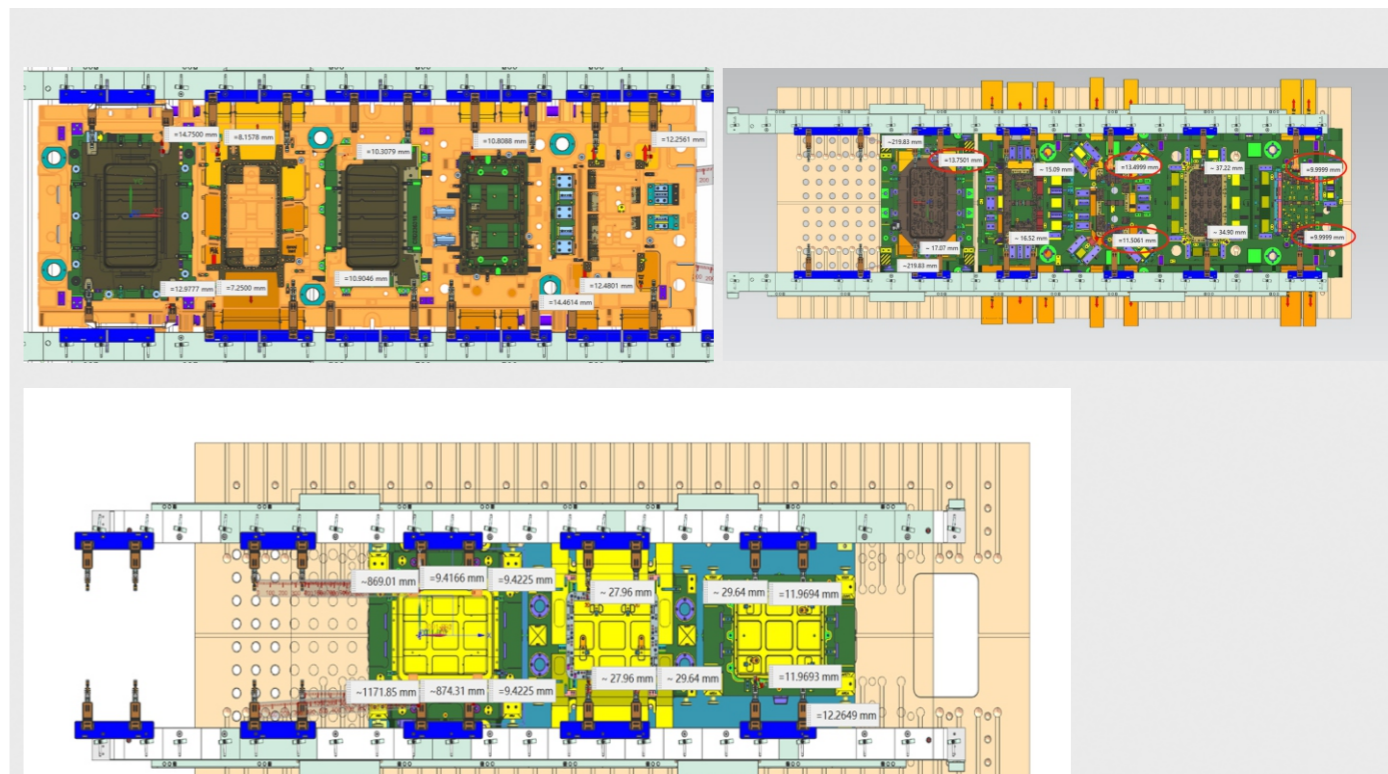 =14.7500 mm
=8.1578 mm
=10.3079 mm
=10.8088 mm
=12.2561 mm
=12.9777 mm
=7.2500 mm
=10.9046 mm
=14.4614 mm
=12.4801 mm
~219.83 mm
=13.7501 mm
~ 15.09 mm
=13.4999 mm
~ 37.22 mm
=9.9999 mm
~ 17.07 mm
~219.83 mm
~ 16.52 mm
=11.5061 mm
~ 34.90 mm
=9.9999 mm
~869.01 mm
=9.4166 mm
=9.4225 mm
~ 27.96 mm
~ 29.64 mm
=11.9694 mm
~1171.85 mm
~874.31 mm
=9.4225 mm
~ 27.96 mm
~ 29.64 mm
=11.9693 mm
=12.2649 mm